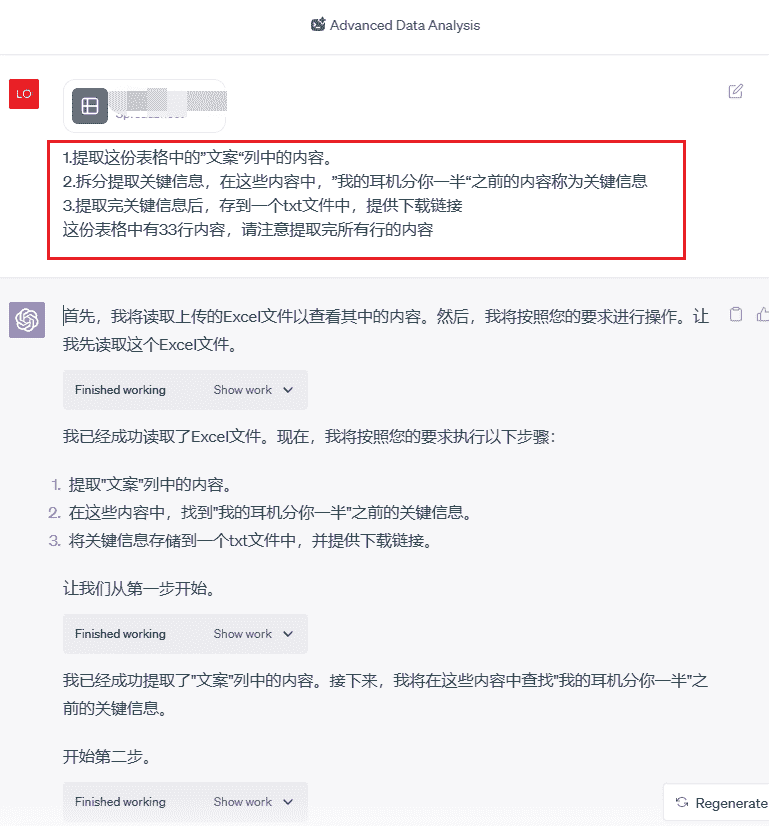 Advanced Data Analysis
LO
1.提取这份表格中的”文案“列中的内容。
2.拆分提取关键信息，在这些内容中，”我的耳机分你一半“之前的内容称为关键信息
3.提取完关键信息后，存到一个txt文件中，提供下载链接
这份表格中有33行内容，请注意提取完所有行的内容
首先，我将读取上传的Excel文件以查看其中的内容。然后，我将按照您的要求进行操作。让
我先读取这个Excel文件。
Finished working Show work
我已经成功读取了Excel文件。现在，我将按照您的要求执行以下步骤：
1. 提取"文案"列中的内容。
2. 在这些内容中，找到"我的耳机分你一半"之前的关键信息。
3. 将关键信息存储到一个txt文件中，并提供下载链接。
让我们从第一步开始。
Finished working Show work
我已经成功提取了"文案"列中的内容。接下来，我将在这些内容中查找"我的耳机分你一半"之
前的关键信息。
开始第二步。
Finished working Show work
Regenerate